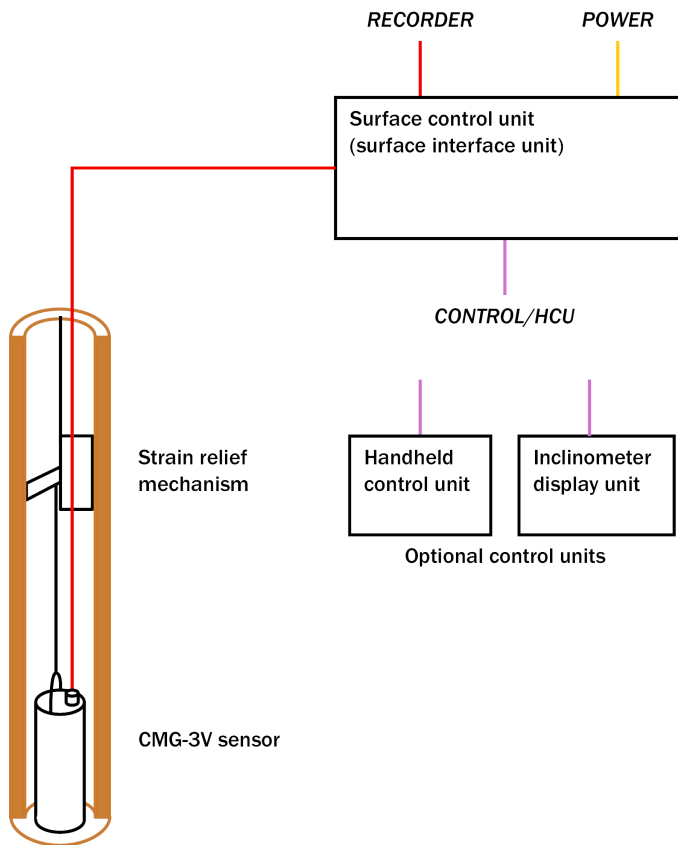 RECORDER
POWER
Surface control unit
(surface interface unit)
CONTROL/HCU
Strain relief
mechanism
Handheld
control unit
Inclinometer
display unit
Optional control units
CMG-3V sensor